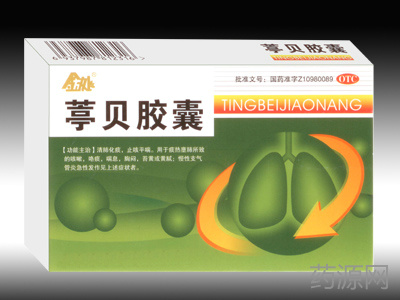 葶贝胶囊
6937987812316
金刚
葶贝胶囊
批准文号：国药准字Z10980089 OTC
TINGBEIJIAONANG
【功能主治】清肺化痰，止咳平喘。用于痰热壅肺所致
的咳嗽，咯痰，喘息，胸闷，苔黄或黄腻；慢性支气
管炎急性发作见上述症状者。
药源网